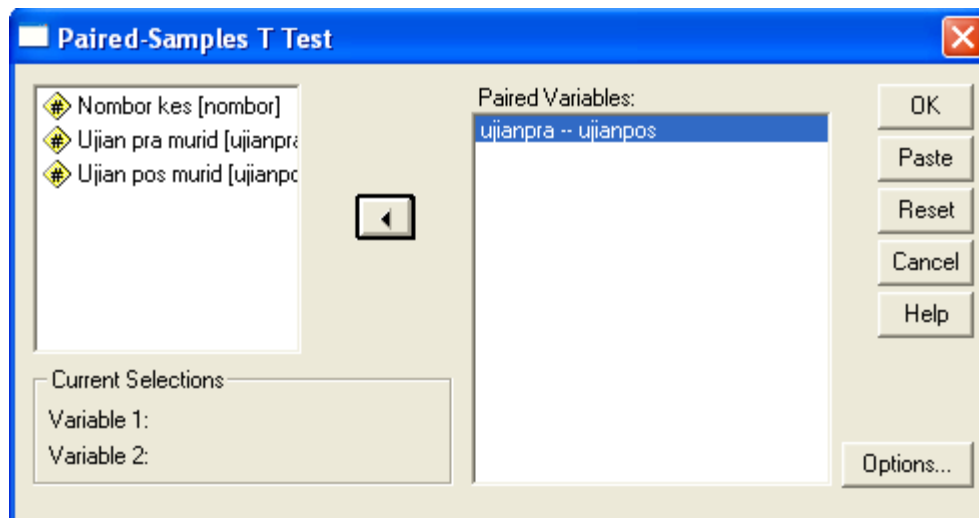 Paired-Samples T Test
Nombor kes [nombor]
Ujian pra murid [ujianpra
Ujian pos murid [ujianpo
Paired Variables:
ujianpra -- ujianpos
OK
Paste
Reset
Cancel
Help
Current Selections
Variable 1:
Variable 2:
Options...